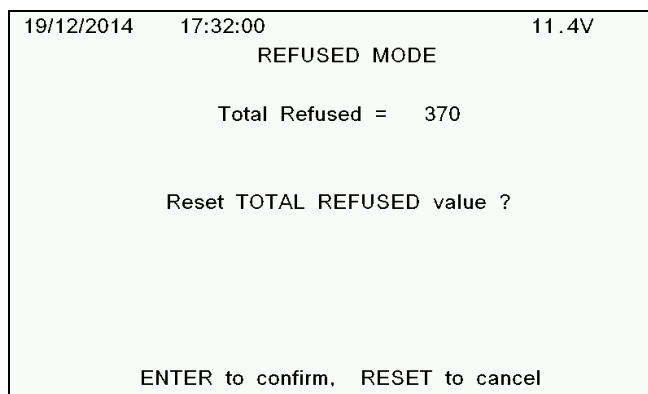 19/12/2014 17:32:00 11.4V
REFUSED MODE
Total Refused = 370
Reset TOTAL REFUSED value ?
ENTER to confirm, RESET to cancel